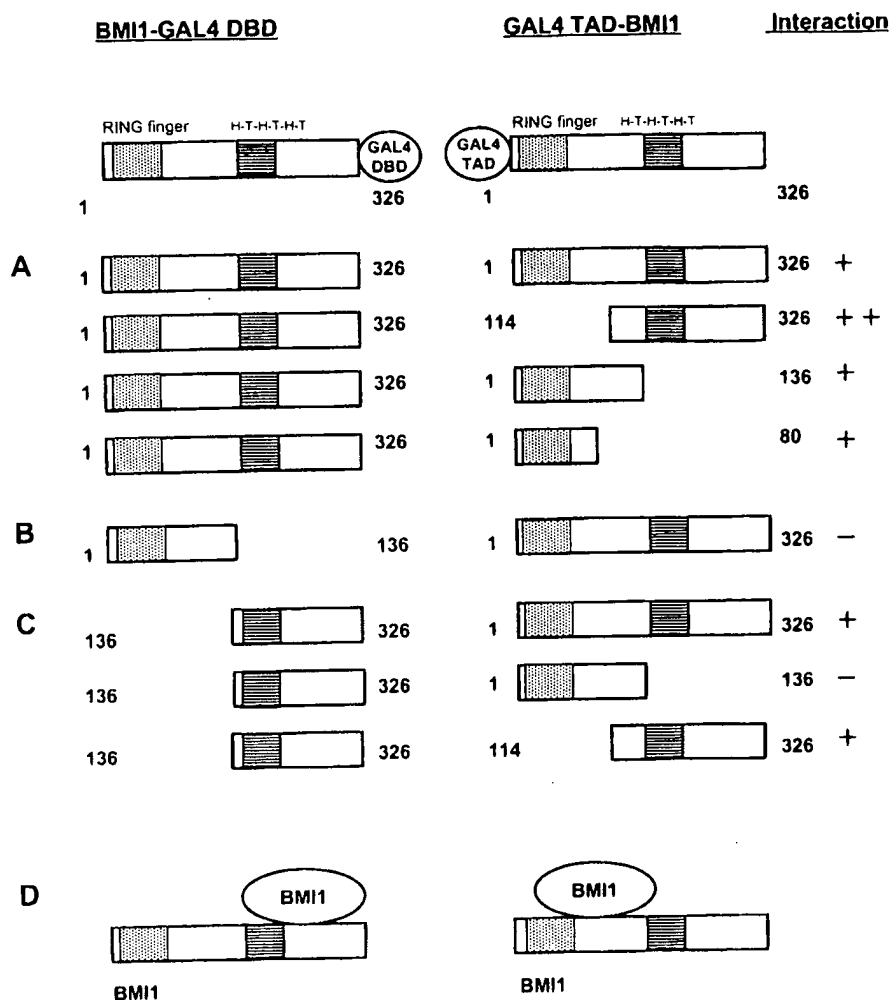 BMI1-GAL4 DBD GAL4 TAD-BMI1 Interaction
RING finger H-T-H-T-H-T RING finger H-T-H-T-H-T
GAL4 DBD GAL4 TAD
1 326 1 326
A 1 326 1 326 +
1 326 114 326 + +
1 326 1 136 +
1 326 1 80 +
B 1 136 1 326 –
C 136 326 1 326 +
136 326 1 136 –
136 326 114 326 +
D BMI1 BMI1
BMI1 BMI1